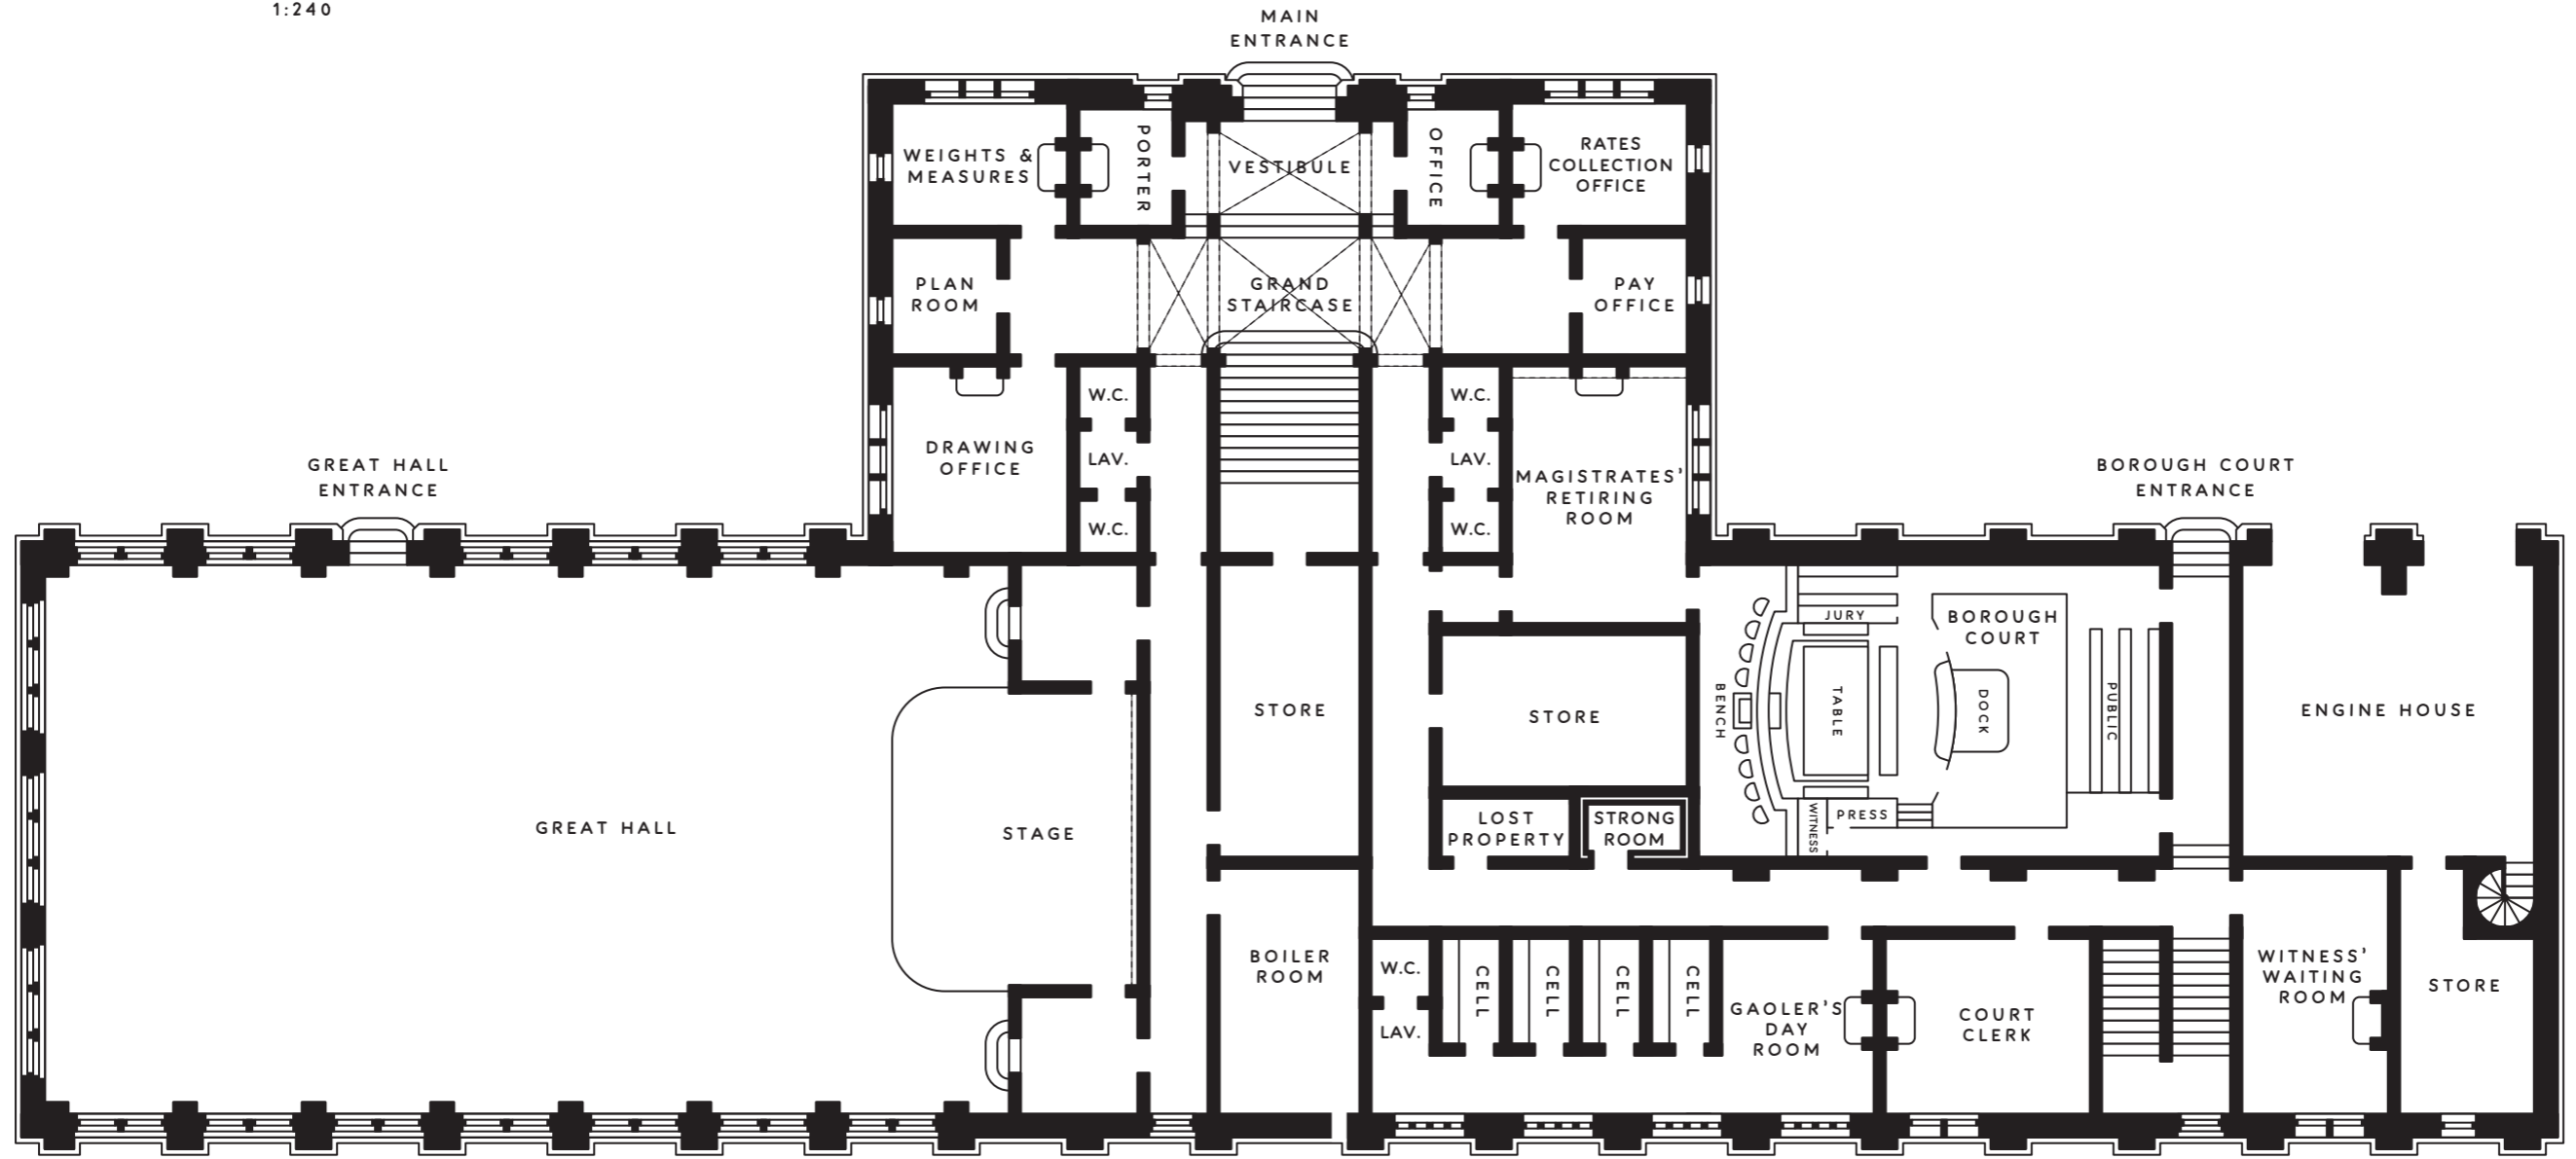 1:240
MAIN
ENTRANCE
WEIGHTS &
MEASURES
PORTER
VESTIBULE
OFFICE
RATES
COLLECTION
OFFICE
PLAN
ROOM
GRAND
STAIRCASE
PAY
OFFICE
W.C.
LAV.
W.C.
DRAWING
OFFICE
W.C.
LAV.
W.C.
MAGISTRATES'
RETIRING
ROOM
GREAT HALL
ENTRANCE
BOROUGH COURT
ENTRANCE
GREAT HALL
STAGE
STORE
STORE
LOST
PROPERTY
STRONG
ROOM
BENCH
JURY
TABLE
WITNESS
PRESS
BOROUGH
COURT
DOCK
PUBLIC
ENGINE HOUSE
BOILER
ROOM
W.C.
LAV.
CELL
CELL
CELL
CELL
GAOLER'S
DAY
ROOM
COURT
CLERK
WITNESS'
WAITING
ROOM
STORE